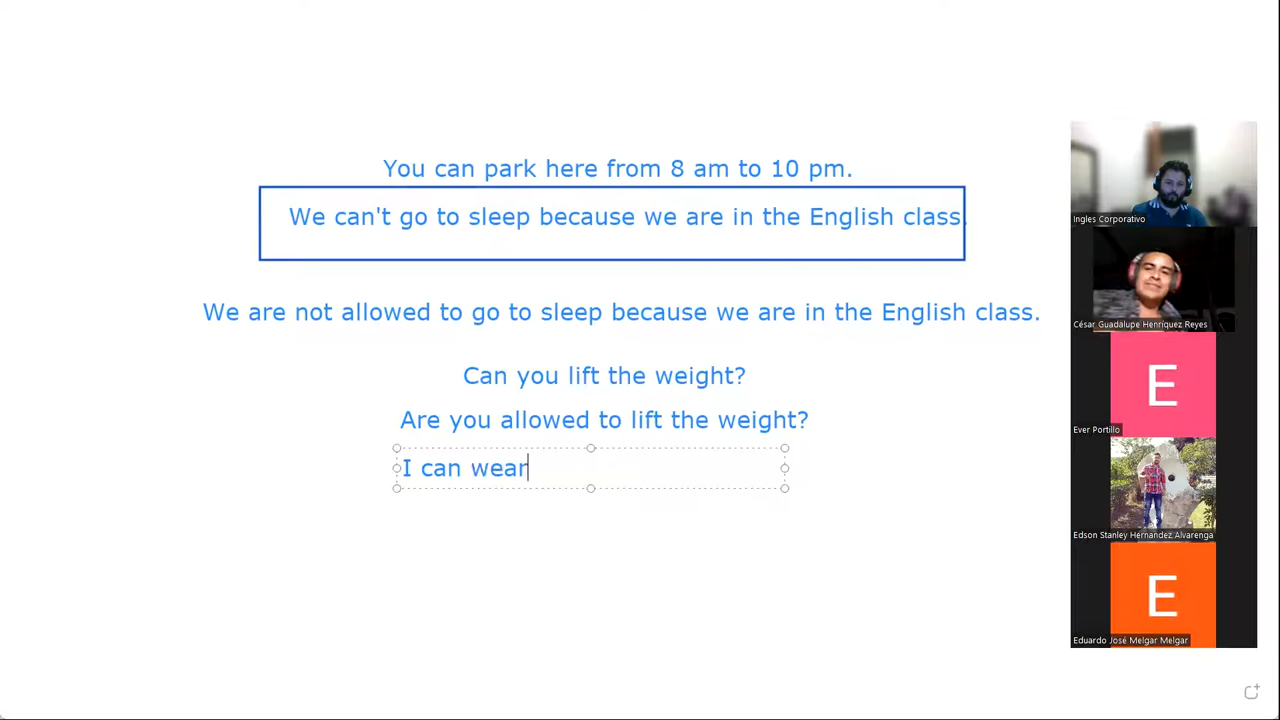 You can park here from 8 am to 10 pm.
We can't go to sleep because we are in the English class.
We are not allowed to go to sleep because we are in the English class.
Can you lift the weight?
Are you allowed to lift the weight?
I can wear
Ingles Corporativo
César Guadalupe Henríquez Reyes
E
Ever Portillo
Edson Stanley Hernandez Alvarenga
E
Eduardo José Melgar Melgar